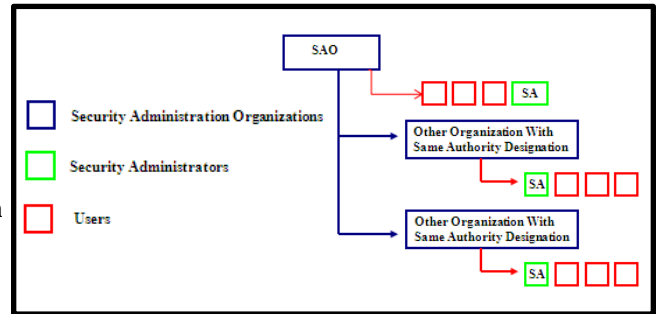 SAO
SA
Security Administration Organizations
Other Organization With
Same Authority Designation
Security Administrators
SA
Users
Other Organization With
Same Authority Designation
SA